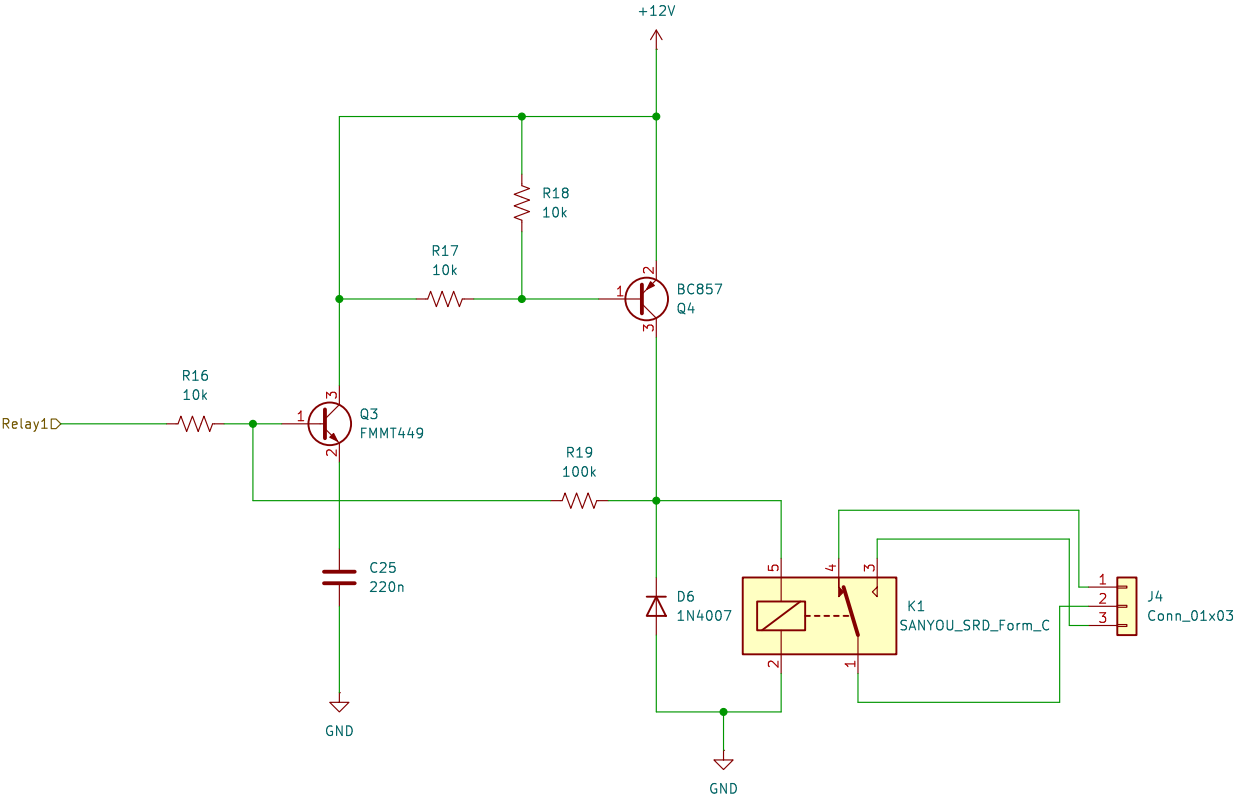 +12V
R18
10k
R17
10k
1
2
BC857
Q4
3
R16
10k
Relay1
1
3
Q3
FMMT449
2
R19
100k
C25
220n
D6
1N4007
5
4
3
K1
SANYOU_SRD_Form_C
2
1
1
2
3
J4
Conn_01x03
GND
GND